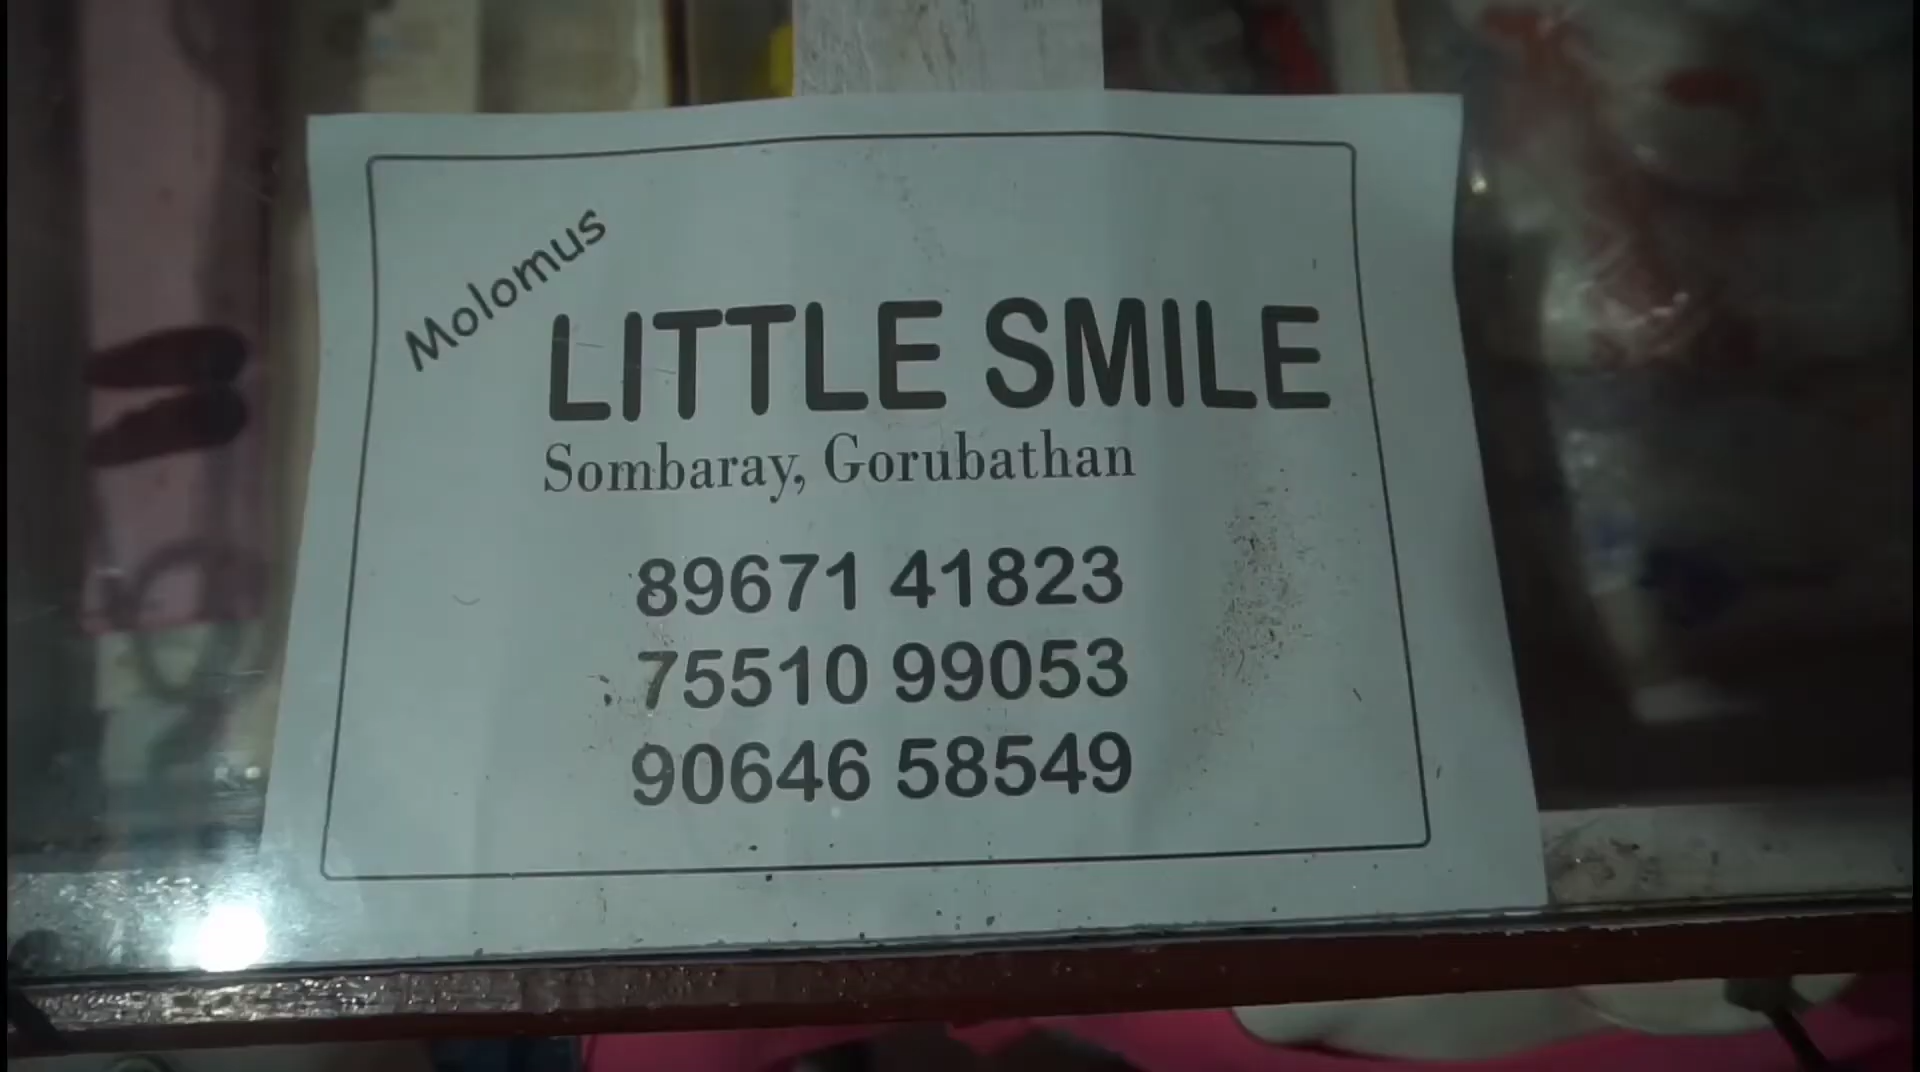 Molomus
LITTLE SMILE
Sombaray, Gorubathan
89671 41823
75510 99053
90646 58549